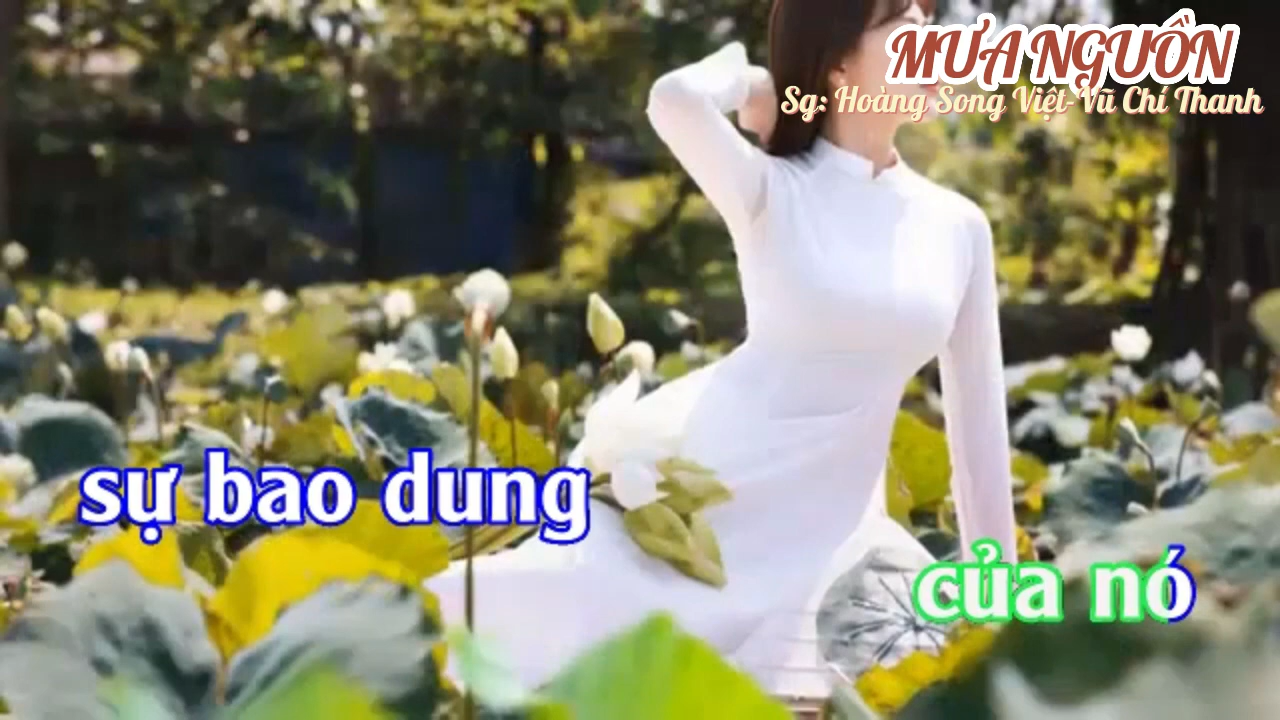 MƯA NGUỒN
Sg: Hoàng Song Việt-Vũ Chí Thanh
sự bao dung
của nó